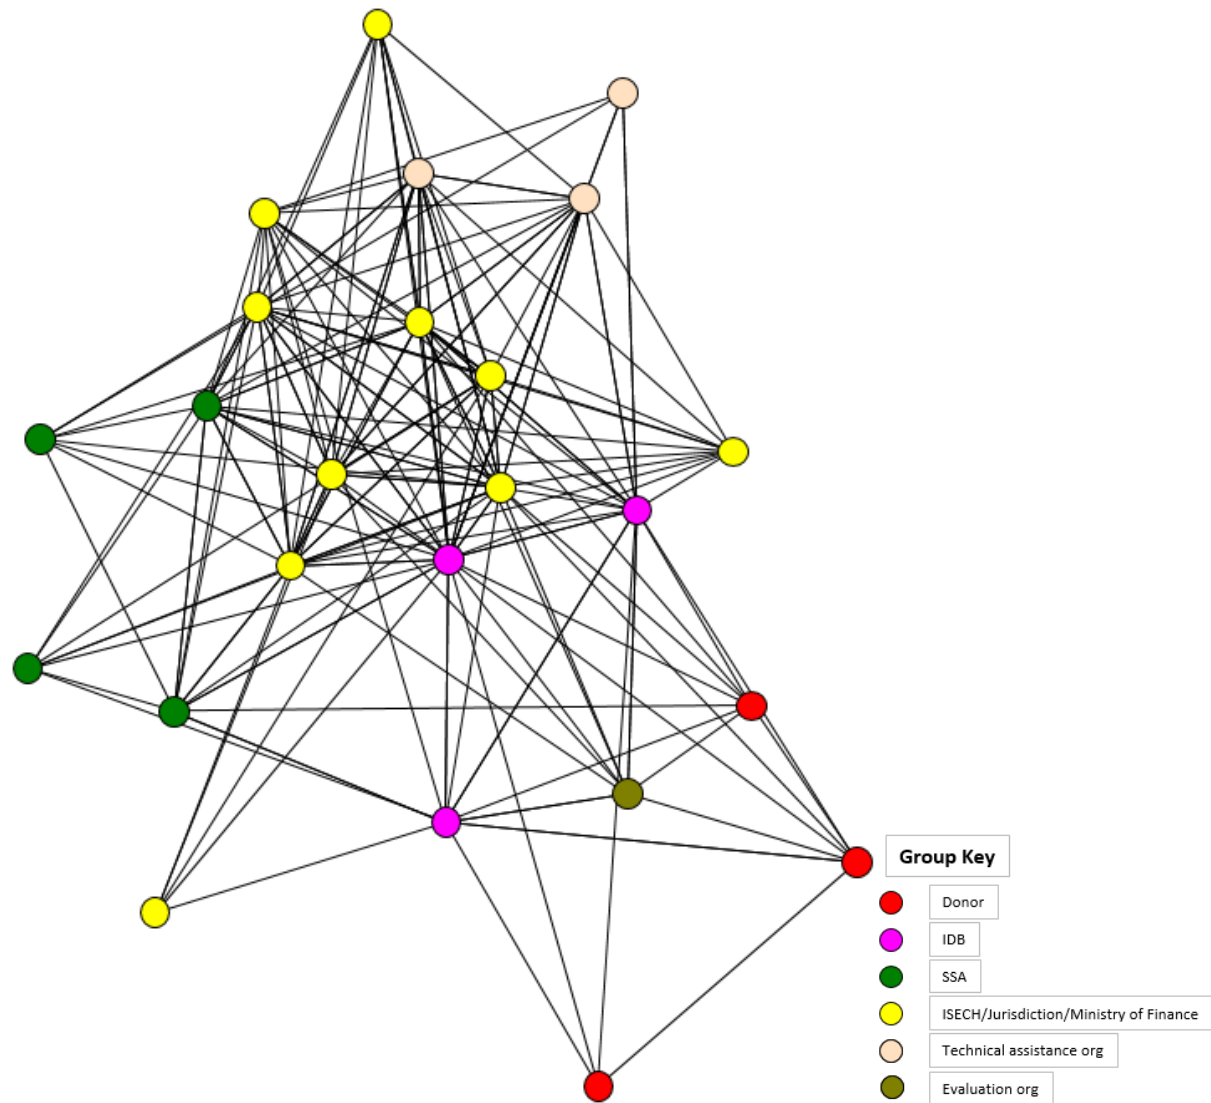 Group Key
Donor
IDB
SSA
ISECH/Jurisdiction/Ministry of Finance
Technical assistance org
Evaluation org